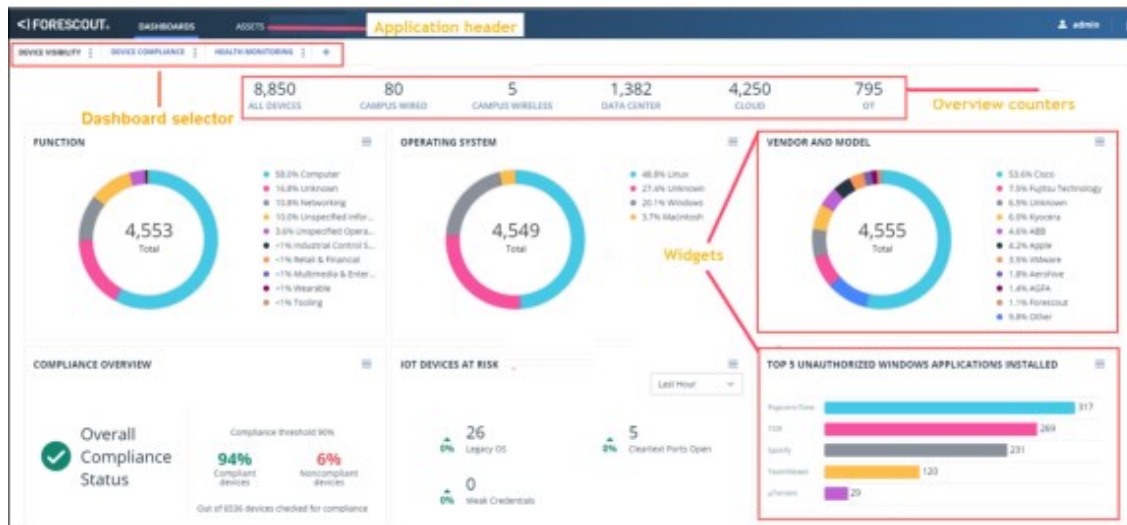 <) FORESCOUT. DASHBOARDS ASSETS Application header admin
DEVICE VISIBILITY DEVICE COMPLIANCE HEALTH MONITORING +
8,850 80 5 1,382 4,250 795
ALL DEVICES CAMPUS WIRED CAMPUS WIRELESS DATA CENTER CLOUD OT
Dashboard selector
Overview counters
FUNCTION
4,553
Total
58.0% Computer
16.8% Unknown
10.8% Networking
10.0% Unspecified Infor...
3.6% Unspecified Opera...
<1% Industrial Control S...
<1% Retail & Financial
<1% Multimedia & Enter...
<1% Wearable
<1% Tooling
OPERATING SYSTEM
4,549
Total
48.8% Linux
27.4% Unknown
20.1% Windows
3.7% Macintosh
Widgets
VENDOR AND MODEL
4,555
Total
53.6% Cisco
7.5% Fujitsu Technology
6.5% Unknown
6.0% Kyocera
4.6% ABB
4.2% Apple
3.5% VMware
1.8% Aerohive
1.4% AGFA
1.1% Forescout
9.8% Other
COMPLIANCE OVERVIEW
Overall
Compliance
Status
Compliance threshold 90%
94% 6%
Compliant Noncompliant
devices devices
Out of 6536 devices checked for compliance
IOT DEVICES AT RISK
Last Hour
26
0% Legacy OS
5
0% Cleartext Ports Open
0
0% Weak Credentials
TOP 5 UNAUTHORIZED WINDOWS APPLICATIONS INSTALLED
Popcorn Time 317
TOR 269
Spotify 231
TeamViewer 120
µTorrent 29